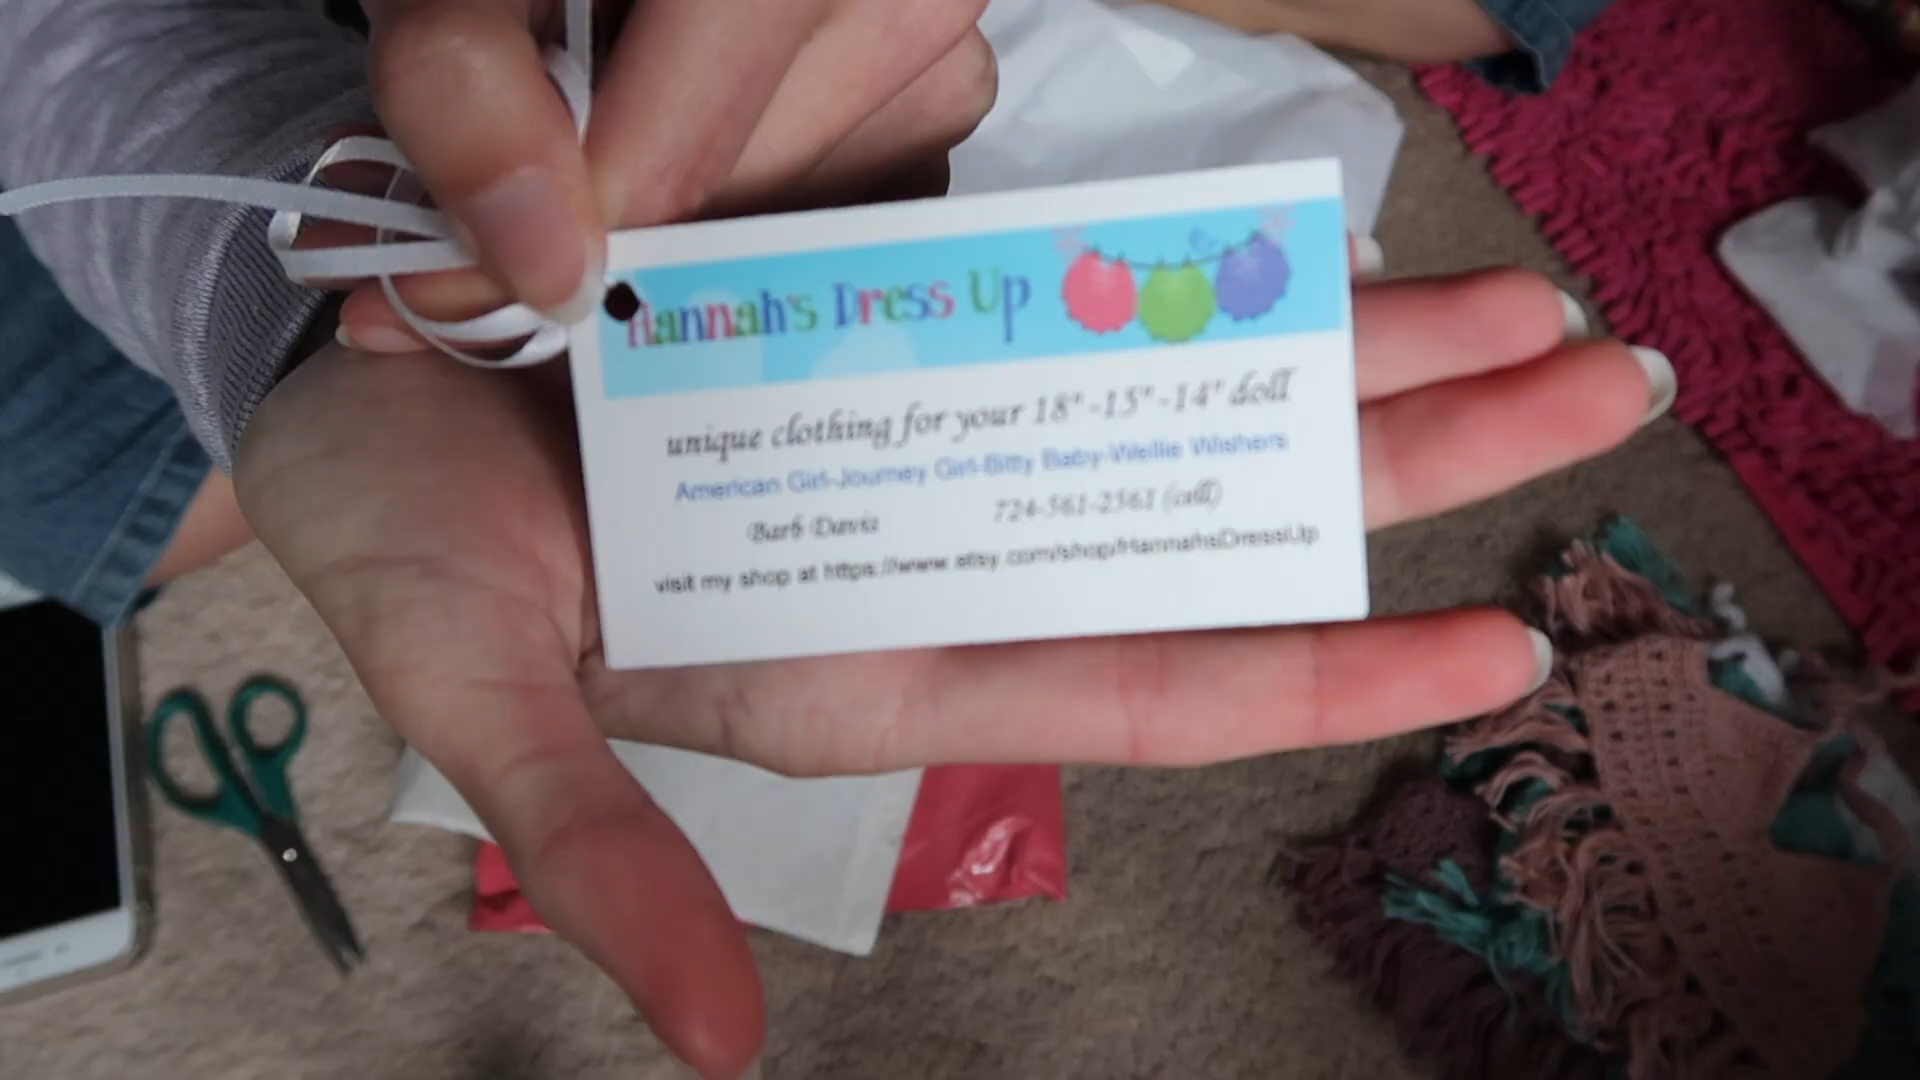 Hannah's Dress Up
unique clothing for your 18"-15"-14" doll
American Girl-Journey Girl-Bitty Baby-Wellie Wishers
Barb Davis 724-561-2561 (cell)
visit my shop at https://www.etsy.com/shop/HannahsDressUp